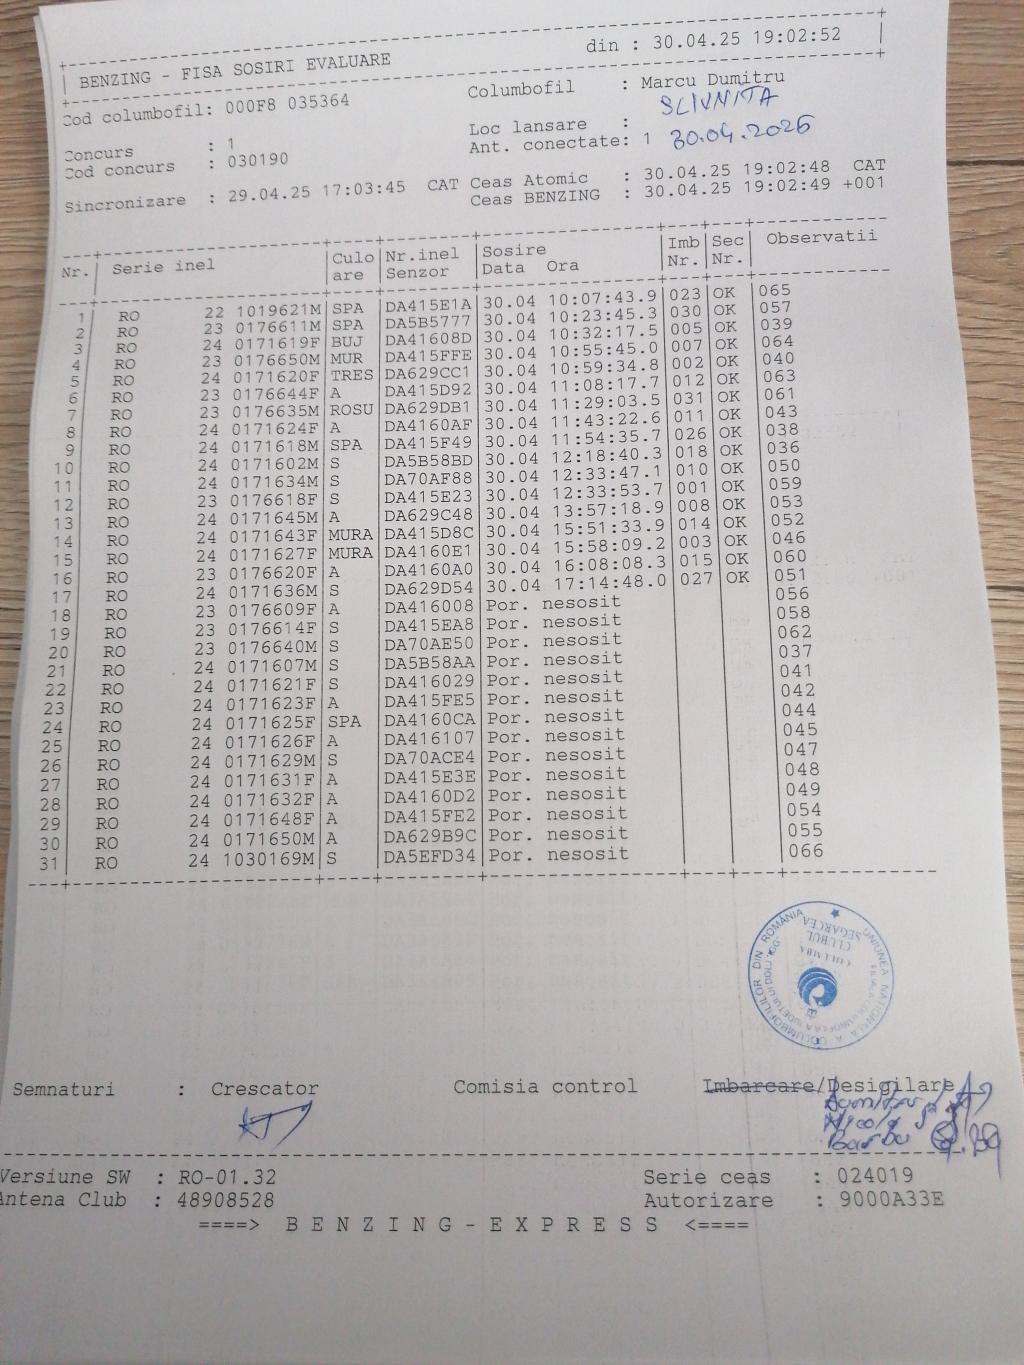 BENZING - FISA SOSIRI EVALUARE din : 30.04.25 19:02:52
Cod columbofil: 000F8 035364 Columbofil : Marcu Dumitru
SLIVNITA
Loc lansare :
Concurs : 1 Ant. conectate: 1 30.04.2025
Cod concurs : 030190
Sincronizare : 29.04.25 17:03:45 CAT Ceas Atomic : 30.04.25 19:02:48 CAT
Ceas BENZING : 30.04.25 19:02:49 +001
Nr. Serie inel Culo Nr.inel Sosire Imb Sec Observatii
are Senzor Data Ora Nr. Nr.
1 RO 22 1019621M SPA DA415E1A 30.04 10:07:43.9 023 OK 065
2 RO 23 0176611M SPA DA5B5777 30.04 10:23:45.3 030 OK 057
3 RO 24 0171619F BUJ DA41608D 30.04 10:32:17.5 005 OK 039
4 RO 23 0176650M MUR DA415FFE 30.04 10:55:45.0 007 OK 064
5 RO 24 0171620F TRES DA629CC1 30.04 10:59:34.8 002 OK 040
6 RO 23 0176644F A DA415D92 30.04 11:08:17.7 012 OK 063
7 RO 23 0176635M ROSU DA629DB1 30.04 11:29:03.5 031 OK 061
8 RO 24 0171624F A DA4160AF 30.04 11:43:22.6 011 OK 043
9 RO 24 0171618M SPA DA415F49 30.04 11:54:35.7 026 OK 038
10 RO 24 0171602M S DA5B58BD 30.04 12:18:40.3 018 OK 036
11 RO 24 0171634M S DA70AF88 30.04 12:33:47.1 010 OK 050
12 RO 23 0176618F S DA415E23 30.04 12:33:53.7 001 OK 059
13 RO 24 0171645M A DA629C48 30.04 13:57:18.9 008 OK 053
14 RO 24 0171643F MURA DA415D8C 30.04 15:51:33.9 014 OK 052
15 RO 24 0171627F MURA DA4160E1 30.04 15:58:09.2 003 OK 046
16 RO 23 0176620F A DA4160A0 30.04 16:08:08.3 015 OK 060
17 RO 24 0171636M S DA629D54 30.04 17:14:48.0 027 OK 051
18 RO 23 0176609F A DA416008 Por. nesosit 056
19 RO 23 0176614F S DA415EA8 Por. nesosit 058
20 RO 23 0176640M S DA70AE50 Por. nesosit 062
21 RO 24 0171607M S DA5B58AA Por. nesosit 037
22 RO 24 0171621F S DA416029 Por. nesosit 041
23 RO 24 0171623F A DA415FE5 Por. nesosit 042
24 RO 24 0171625F SPA DA4160CA Por. nesosit 044
25 RO 24 0171626F A DA416107 Por. nesosit 045
26 RO 24 0171629M S DA70ACE4 Por. nesosit 047
27 RO 24 0171631F A DA415E3E Por. nesosit 048
28 RO 24 0171632F A DA4160D2 Por. nesosit 049
29 RO 24 0171648F A DA415FE2 Por. nesosit 054
30 RO 24 0171650M A DA629B9C Por. nesosit 055
31 RO 24 1030169M S DA5EFD34 Por. nesosit 066
UNIUNEA NATIONALA A COLUMBOFILILOR DIN ROMÂNIA
CLUBUL
SEGARCEA
Semnaturi : Crescator Comisia control Imbarcare/Desigilare
Barbu
Versiune SW : RO-01.32 Serie ceas : 024019
Antena Club : 48908528 Autorizare : 9000A33E
====> B E N Z I N G - E X P R E S S <====